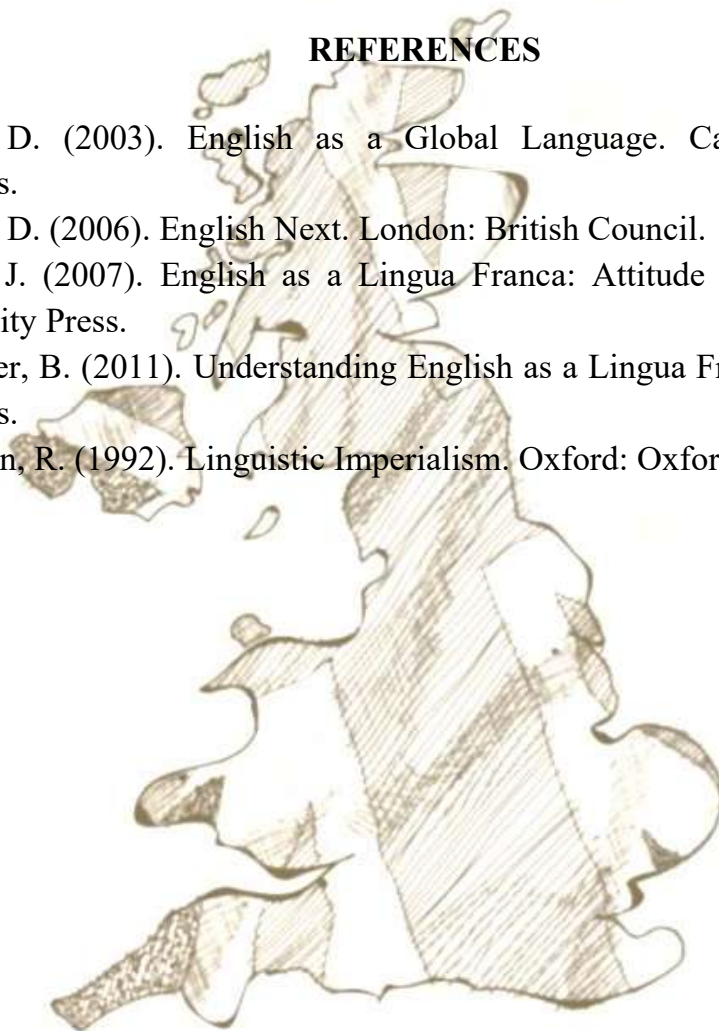 REFERENCES
D. (2003). English as a Global Language. Ca
s.
D. (2006). English Next. London: British Council.
J. (2007). English as a Lingua Franca: Attitude
ity Press.
er, B. (2011). Understanding English as a Lingua Fr
s.
n, R. (1992). Linguistic Imperialism. Oxford: Oxfor